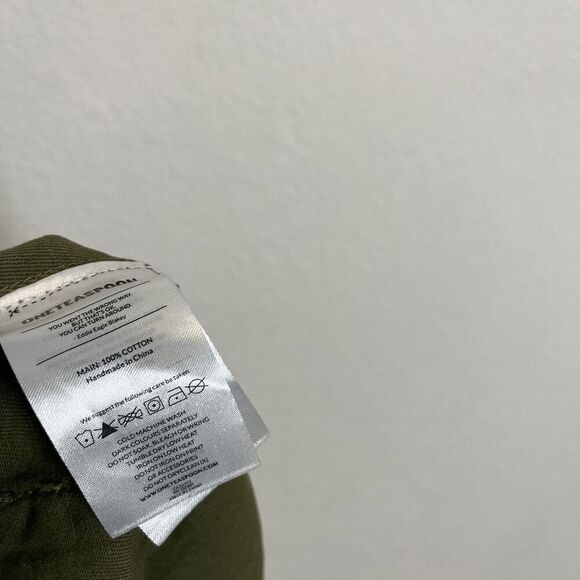 ONETEASPOON
YOU WENT THE WRONG WAY.
BUT THAT'S OK.
YOU CAN TURN AROUND.
- Eddie Eagle Blakey
MAIN: 100% COTTON
Handmade in China
We suggest the following care be taken
COLD MACHINE WASH
DARK COLOURS SEPARATELY
DO NOT SOAK, BLEACH OR WRING
TUMBLE DRY LOW HEAT
IRON ON LOW HEAT
DO NOT IRON ON PRINT
OR ACCESSORIES
DO NOT DRYCLEAN (X)
WWW.ONETEASPOON.COM